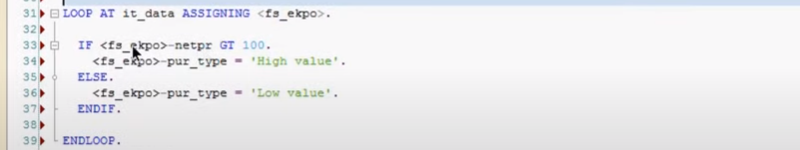 31 LOOP AT it_data ASSIGNING <fs_ekpo>.
32
33 IF <fs_ekpo>-netpr GT 100.
34 <fs_ekpo>-pur_type = 'High value'.
35 ELSE.
36 <fs_ekpo>-pur_type = 'Low value'.
37 ENDIF.
38
39 ENDLOOP.